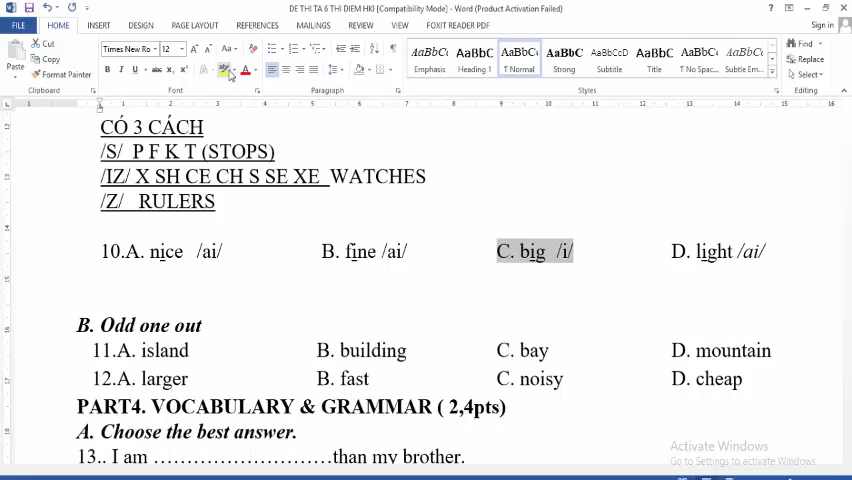 DE THI TA 6 THI DIEM HKI [Compatibility Mode] - Word (Product Activation Failed)
FILE HOME INSERT DESIGN PAGE LAYOUT REFERENCES MAILINGS REVIEW VIEW FOXIT READER PDF Sign in
Paste Cut Copy Format Painter
Clipboard
Times New Ro 12
Font
Paragraph
AaBbCc AaBbC AaBbCc AaBbC AaBbCcD AaBbCc AaBbCc AaBbCc
Emphasis Heading 1 ¶ Normal Strong Subtitle Title ¶ No Spac... Subtle Em...
Styles
Find Replace Select
Editing
CÓ 3 CÁCH
/S/ P F K T (STOPS)
/IZ/ X SH CE CH S SE XE WATCHES
/Z/ RULERS
10.A. nice /ai/ B. fine /ai/ C. big /i/ D. light /ai/
B. Odd one out
11.A. island B. building C. bay D. mountain
12.A. larger B. fast C. noisy D. cheap
PART4. VOCABULARY & GRAMMAR ( 2,4pts)
A. Choose the best answer.
13.. I am ………………………than my brother.
Activate Windows
Go to Settings to activate Windows.